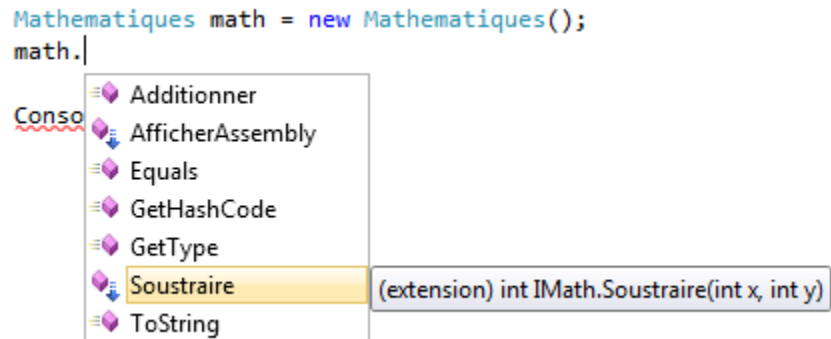 Mathematiques math = new Mathematiques();
math.
Additionner
Conso
AfficherAssembly
Equals
GetHashCode
GetType
Soustraire
(extension) int IMath.Soustraire(int x, int y)
ToString